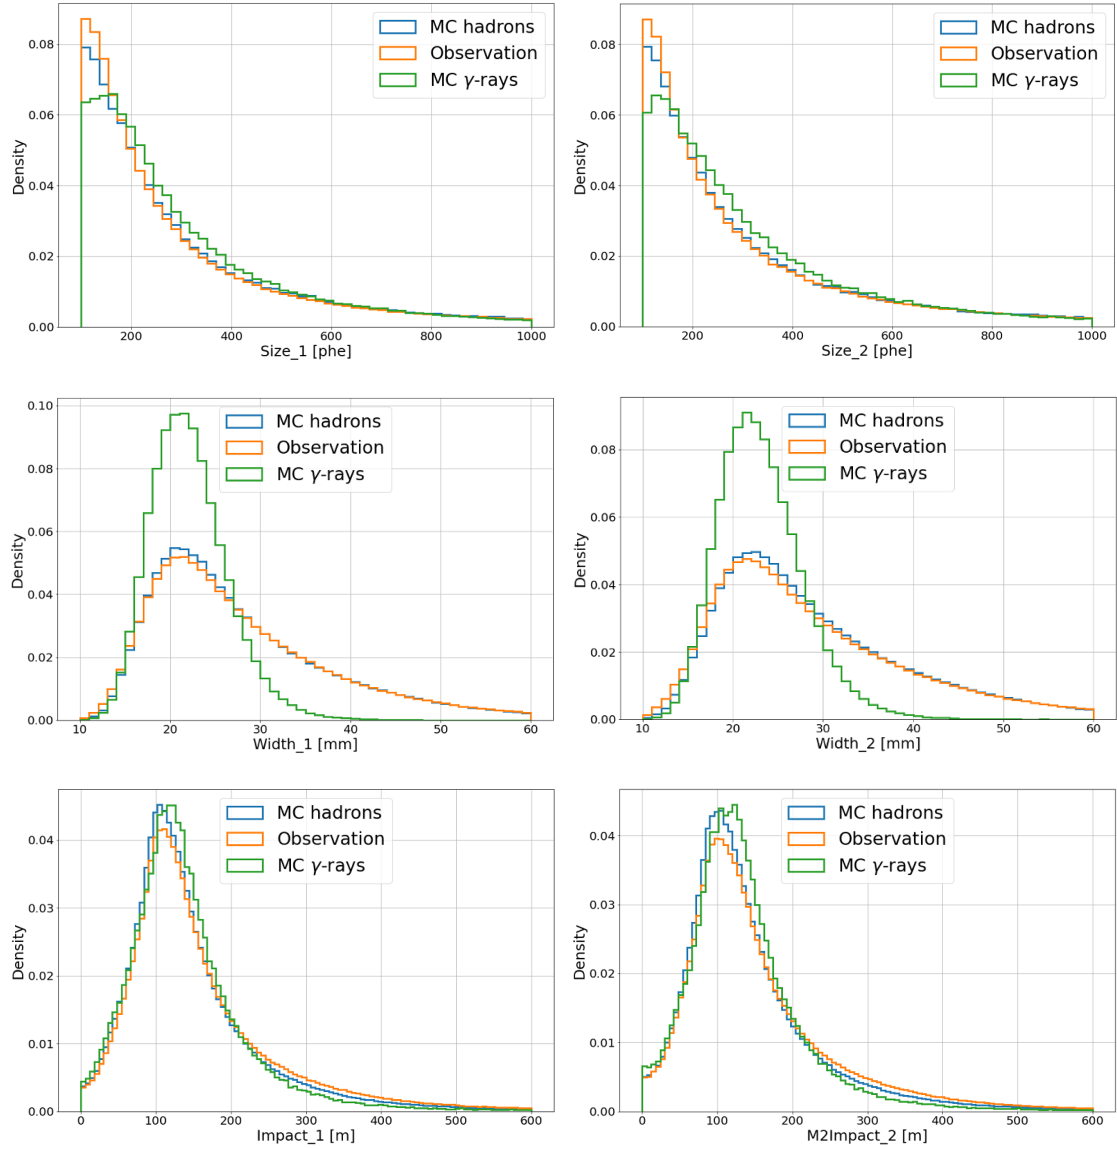 MC hadrons
Observation
MC γ-rays
Density
0.08
0.06
0.04
0.02
0.00
200 400 600 800 1000
Size_1 [phe]
MC hadrons
Observation
MC γ-rays
Density
0.08
0.06
0.04
0.02
0.00
200 400 600 800 1000
Size_2 [phe]
MC hadrons
Observation
MC γ-rays
Density
0.10
0.08
0.06
0.04
0.02
0.00
10 20 30 40 50 60
Width_1 [mm]
MC hadrons
Observation
MC γ-rays
Density
0.08
0.06
0.04
0.02
0.00
10 20 30 40 50 60
Width_2 [mm]
MC hadrons
Observation
MC γ-rays
Density
0.04
0.03
0.02
0.01
0.00
0 100 200 300 400 500 600
Impact_1 [m]
MC hadrons
Observation
MC γ-rays
Density
0.04
0.03
0.02
0.01
0.00
0 100 200 300 400 500 600
M2Impact_2 [m]